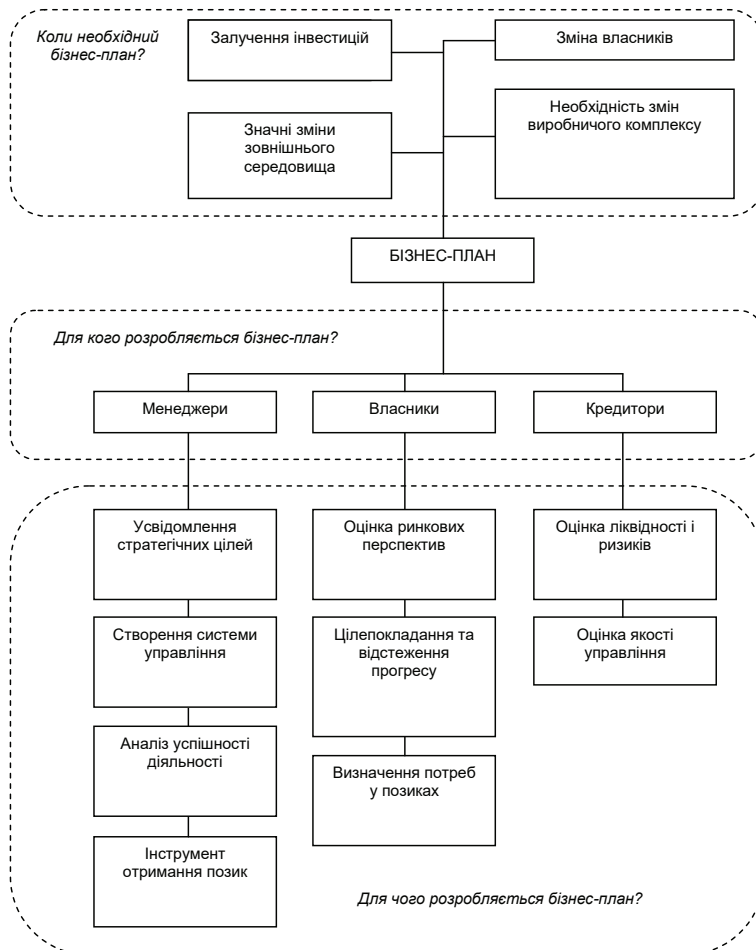 Коли необхідний
бізнес-план?
Залучення інвестицій
Зміна власників
Значні зміни
зовнішнього
середовища
Необхідність змін
виробничого комплексу
БІЗНЕС-ПЛАН
Для кого розробляється бізнес-план?
Менеджери
Власники
Кредитори
Усвідомлення
стратегічних цілей
Створення системи
управління
Аналіз успішності
діяльності
Інструмент
отримання позик
Оцінка ринкових
перспектив
Цілепокладання та
відстеження
прогресу
Визначення потреб
у позиках
Оцінка ліквідності і
ризиків
Оцінка якості
управління
Для чого розробляється бізнес-план?